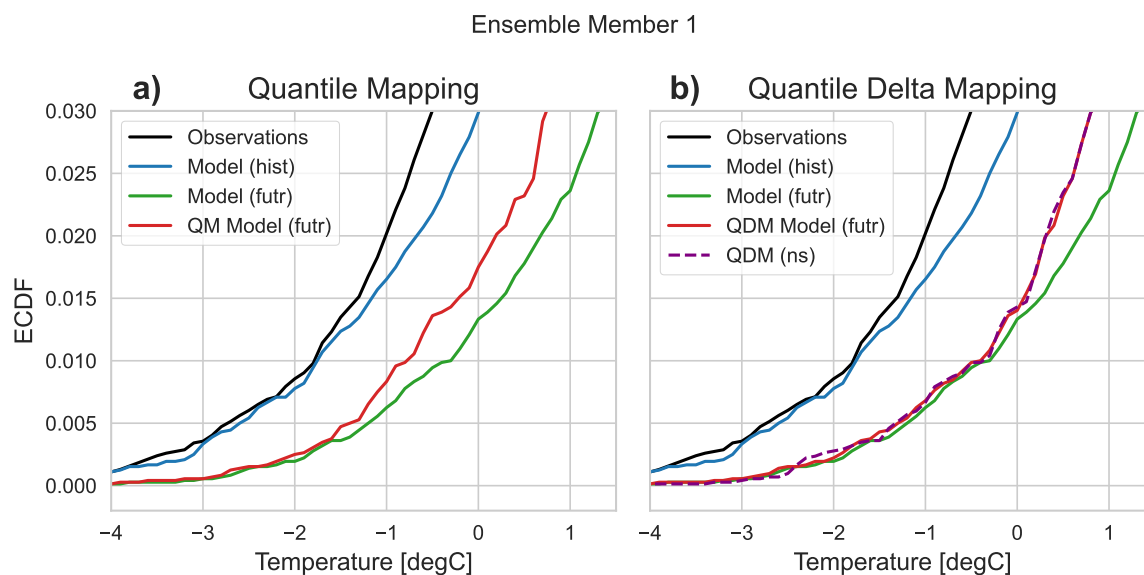 Ensemble Member 1
a) Quantile Mapping
b) Quantile Delta Mapping
ECDF
0.030
0.025
0.020
0.015
0.010
0.005
0.000
Observations
Model (hist)
Model (futr)
QM Model (futr)
−4 −3 −2 −1 0 1
Temperature [degC]
Observations
Model (hist)
Model (futr)
QDM Model (futr)
QDM (ns)
−4 −3 −2 −1 0 1
Temperature [degC]